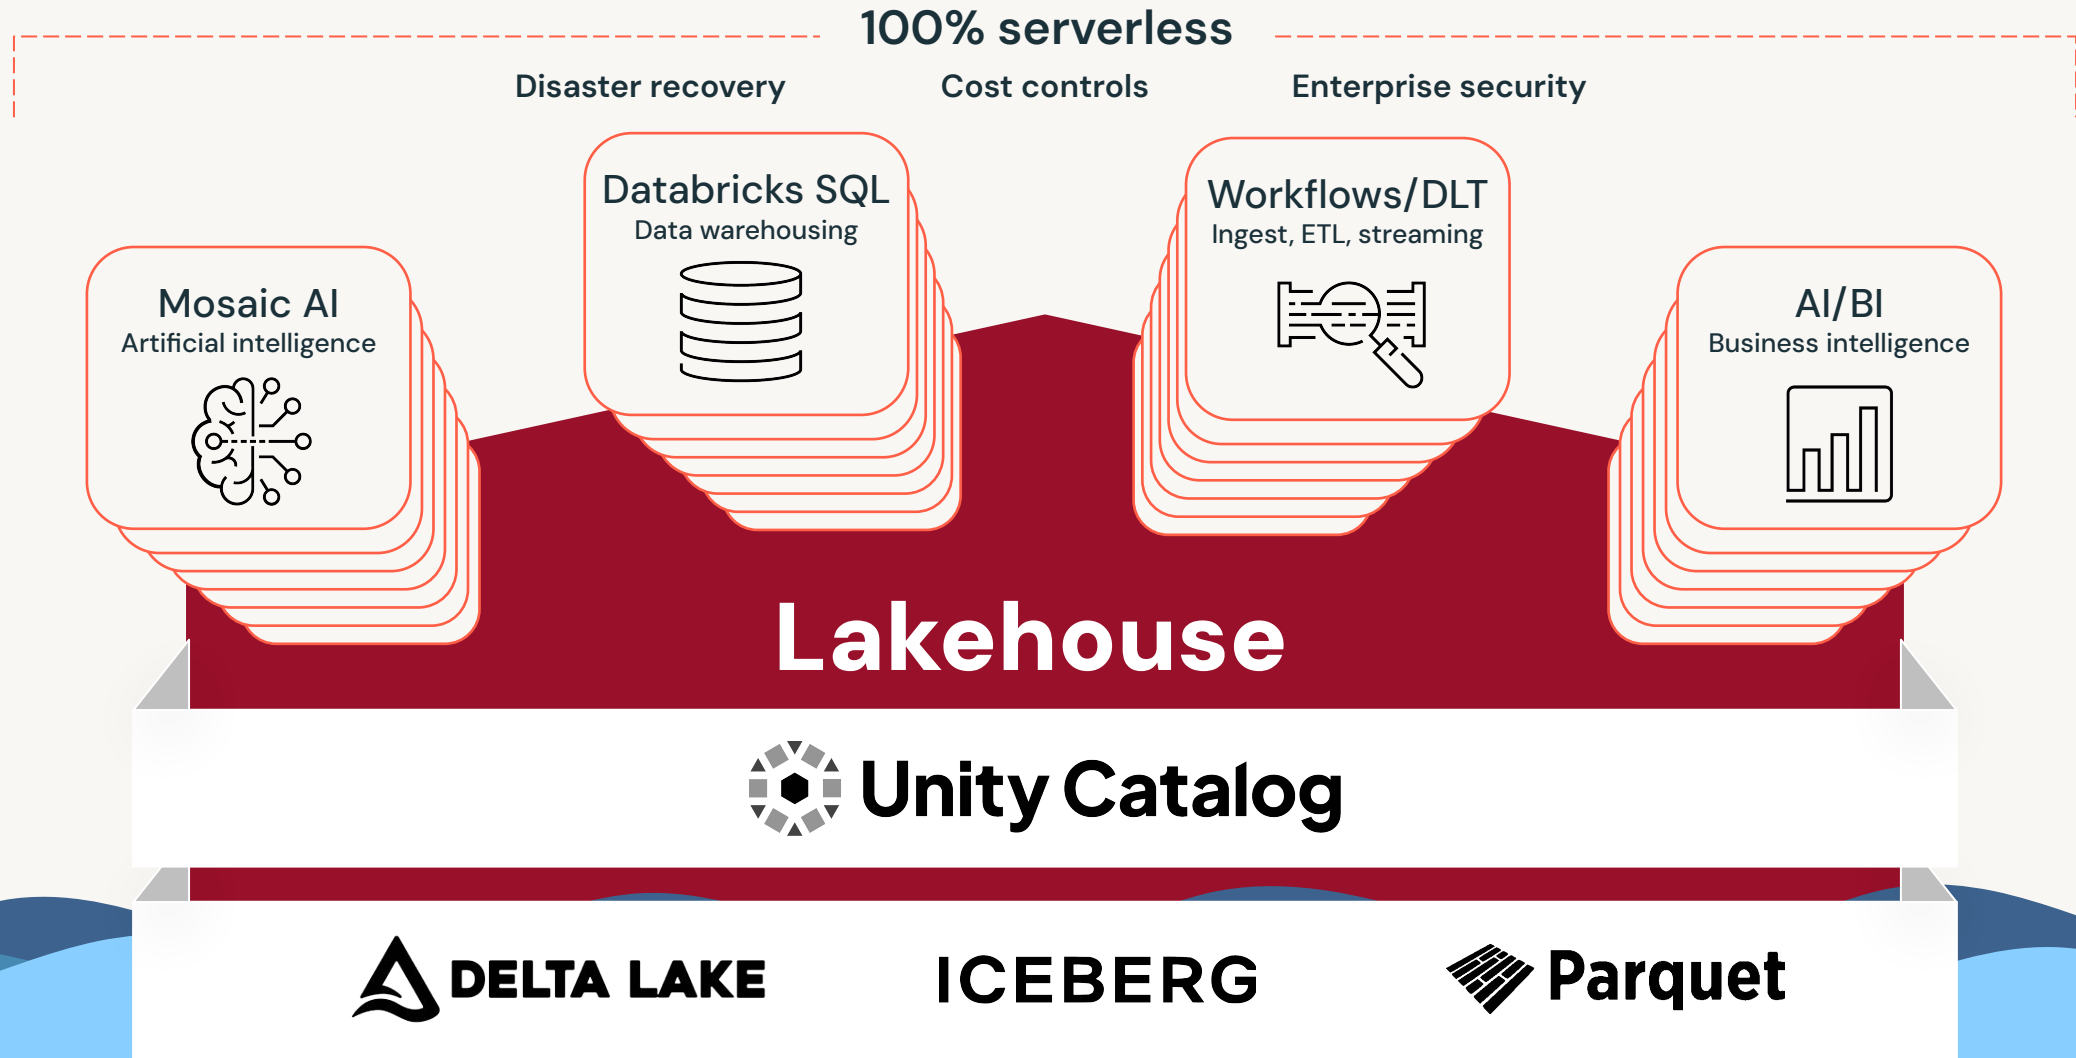 100% serverless
Disaster recovery
Cost controls
Enterprise security
Databricks SQL
Data warehousing
Workflows/DLT
Ingest, ETL, streaming
Mosaic AI
Artificial intelligence
AI/BI
Business intelligence
Lakehouse
Unity Catalog
DELTA LAKE
ICEBERG
Parquet